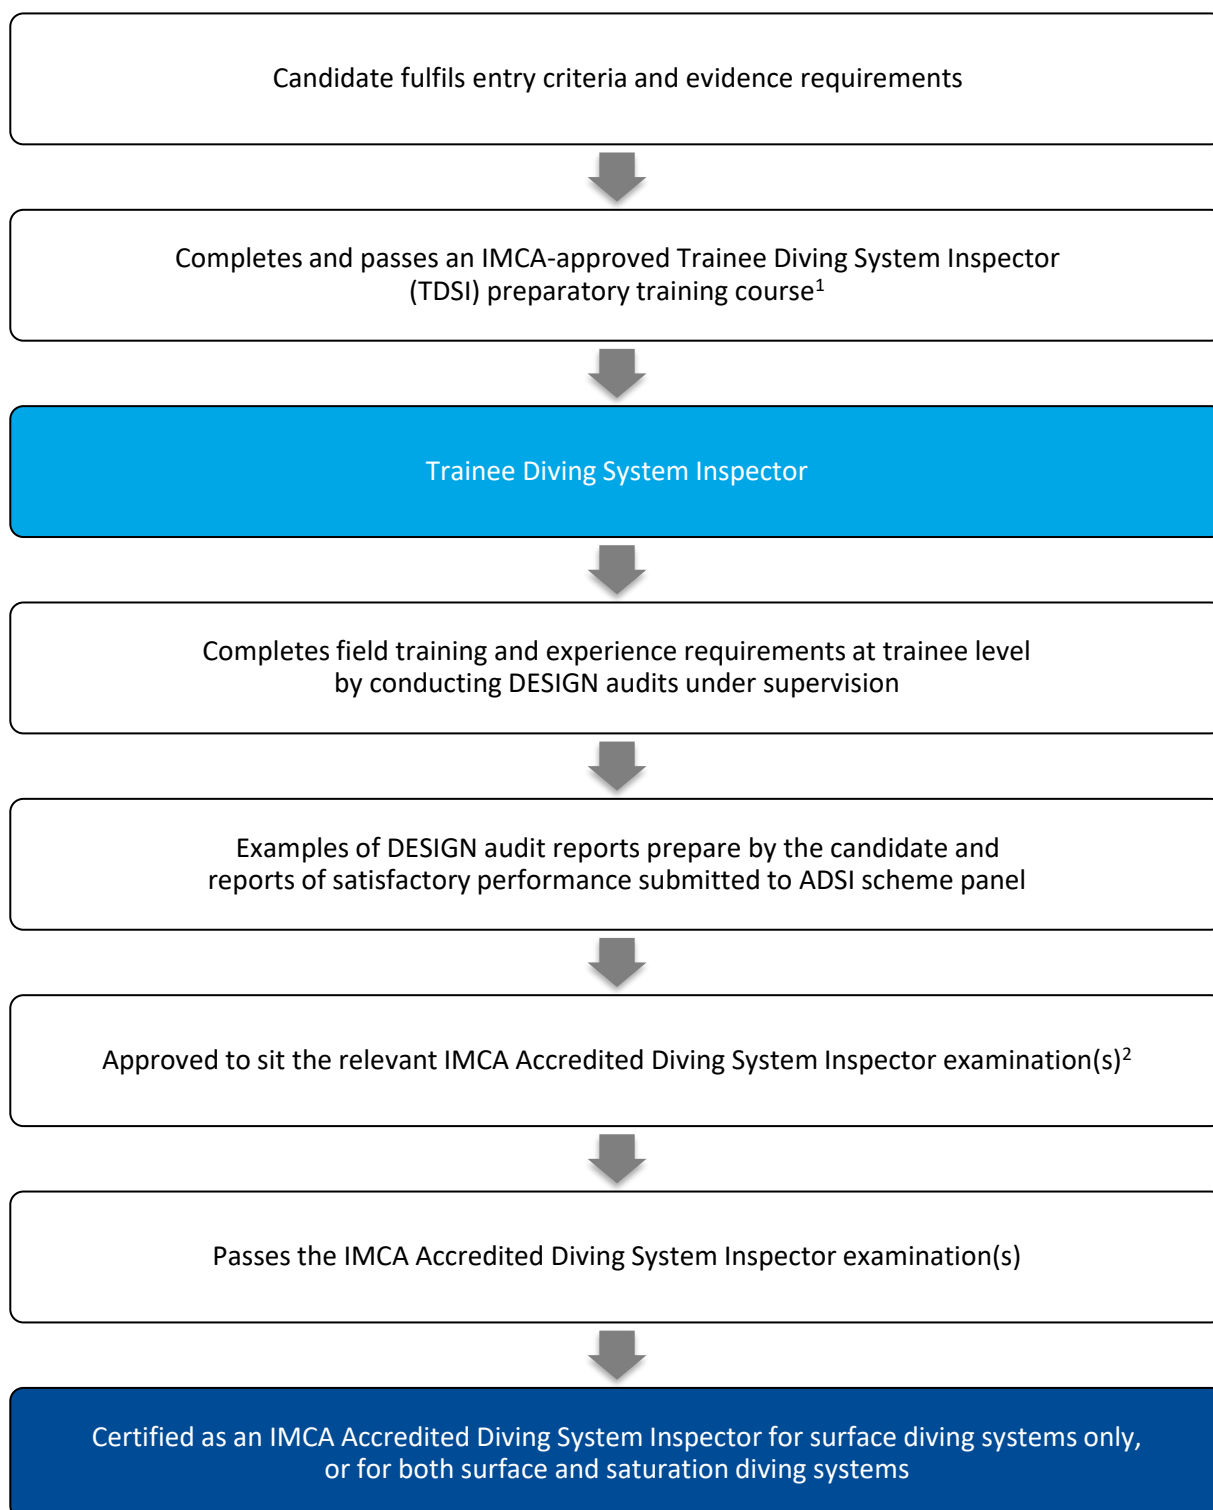 Candidate fulfils entry criteria and evidence requirements
Completes and passes an IMCA-approved Trainee Diving System Inspector
(TDSI) preparatory training course¹
Trainee Diving System Inspector
Completes field training and experience requirements at trainee level
by conducting DESIGN audits under supervision
Examples of DESIGN audit reports prepare by the candidate and
reports of satisfactory performance submitted to ADSI scheme panel
Approved to sit the relevant IMCA Accredited Diving System Inspector examination(s)²
Passes the IMCA Accredited Diving System Inspector examination(s)
Certified as an IMCA Accredited Diving System Inspector for surface diving systems only,
or for both surface and saturation diving systems